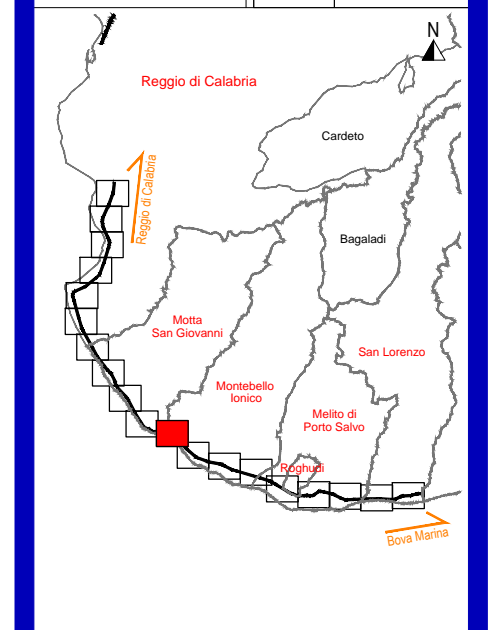 N
Reggio di Calabria
Cardeto
Reggio di Calabria
Bagaladi
Motta
San Giovanni
San Lorenzo
Montebello
Ionico
Melito di
Porto Salvo
Roghudi
Bova Marina